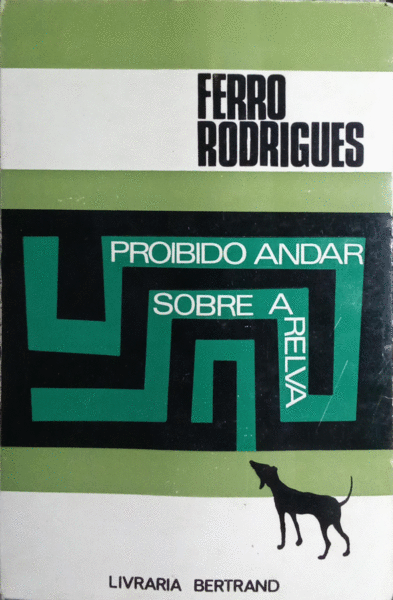 FERRO
RODRIGUES
PROIBIDO ANDAR
SOBRE A
RELVA
LIVRARIA BERTRAND